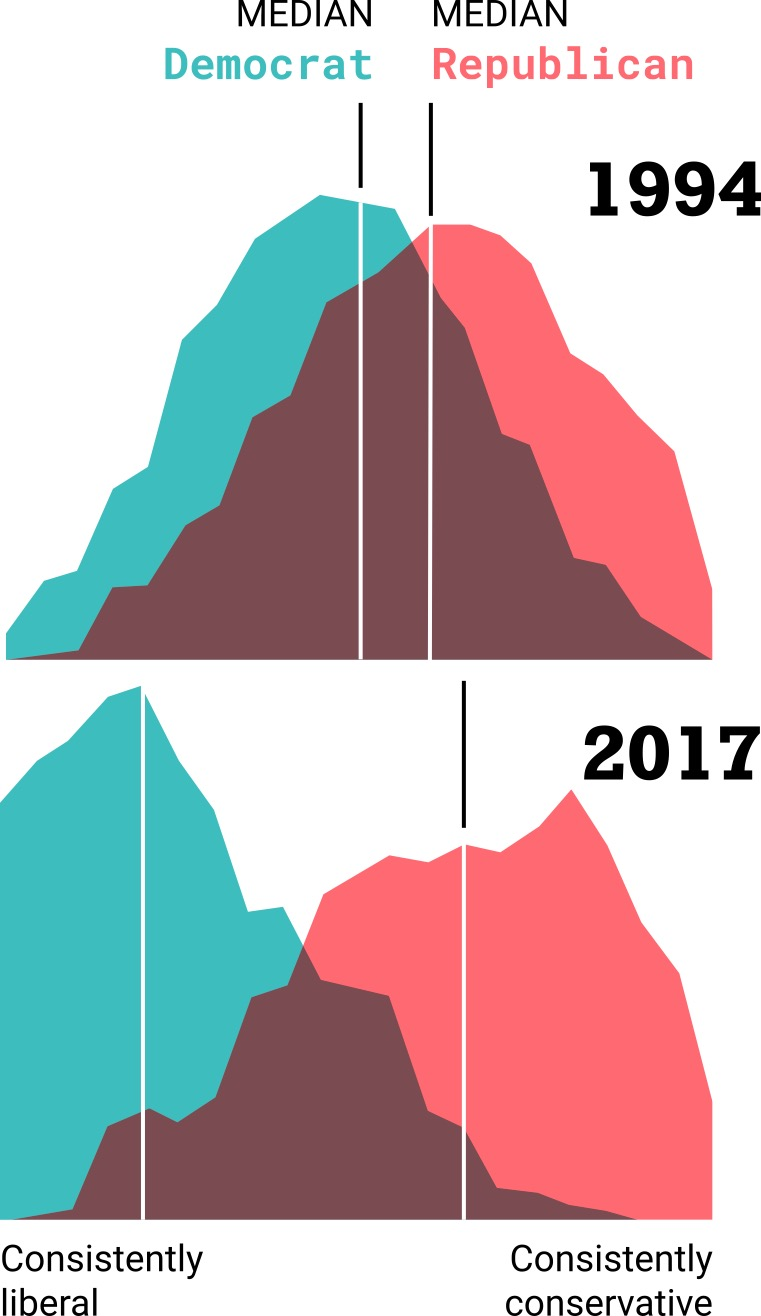 MEDIAN MEDIAN
Democrat Republican
1994
2017
Consistently Consistently
liberal conservative